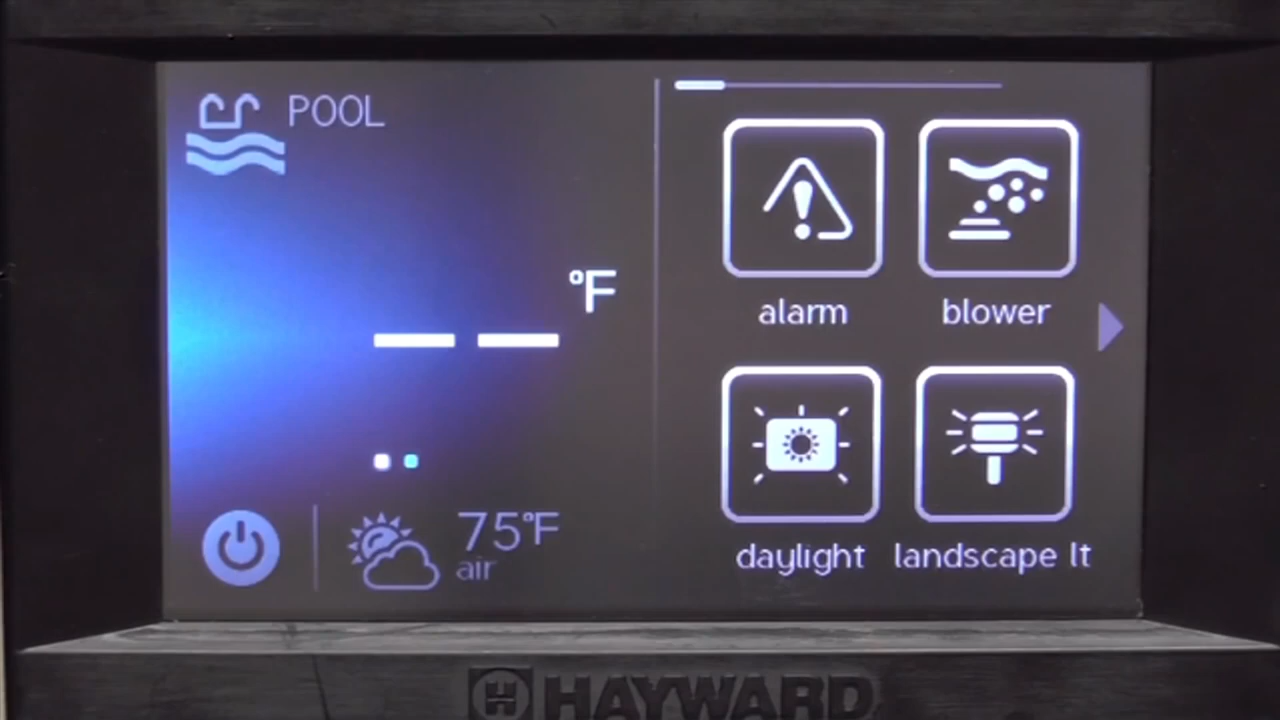 POOL
°F
– –
75°F
air
alarm
blower
daylight
landscape lt
HAYWARD